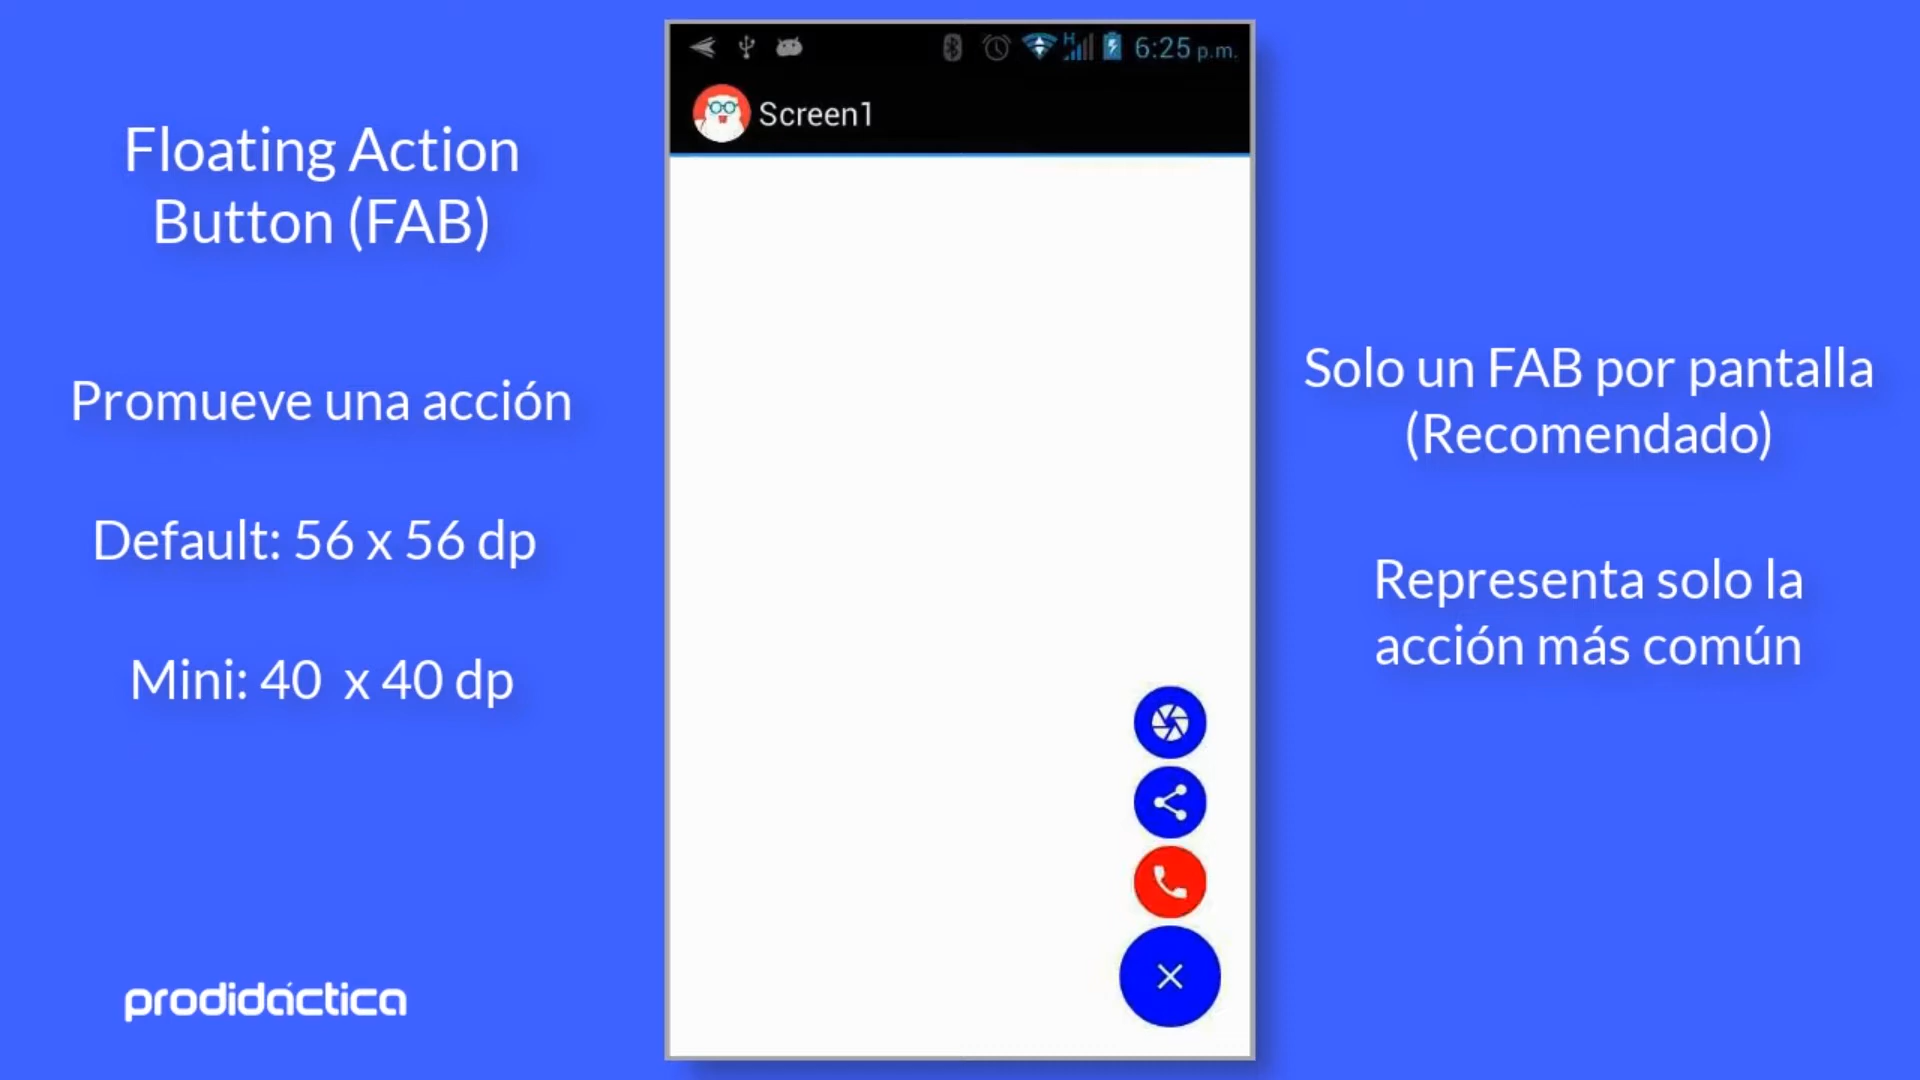 Floating Action
Button (FAB)
Promueve una acción
Default: 56 x 56 dp
Mini: 40 x 40 dp
prodidáctica
H
6:25 p.m.
Screen1
Solo un FAB por pantalla
(Recomendado)
Representa solo la
acción más común